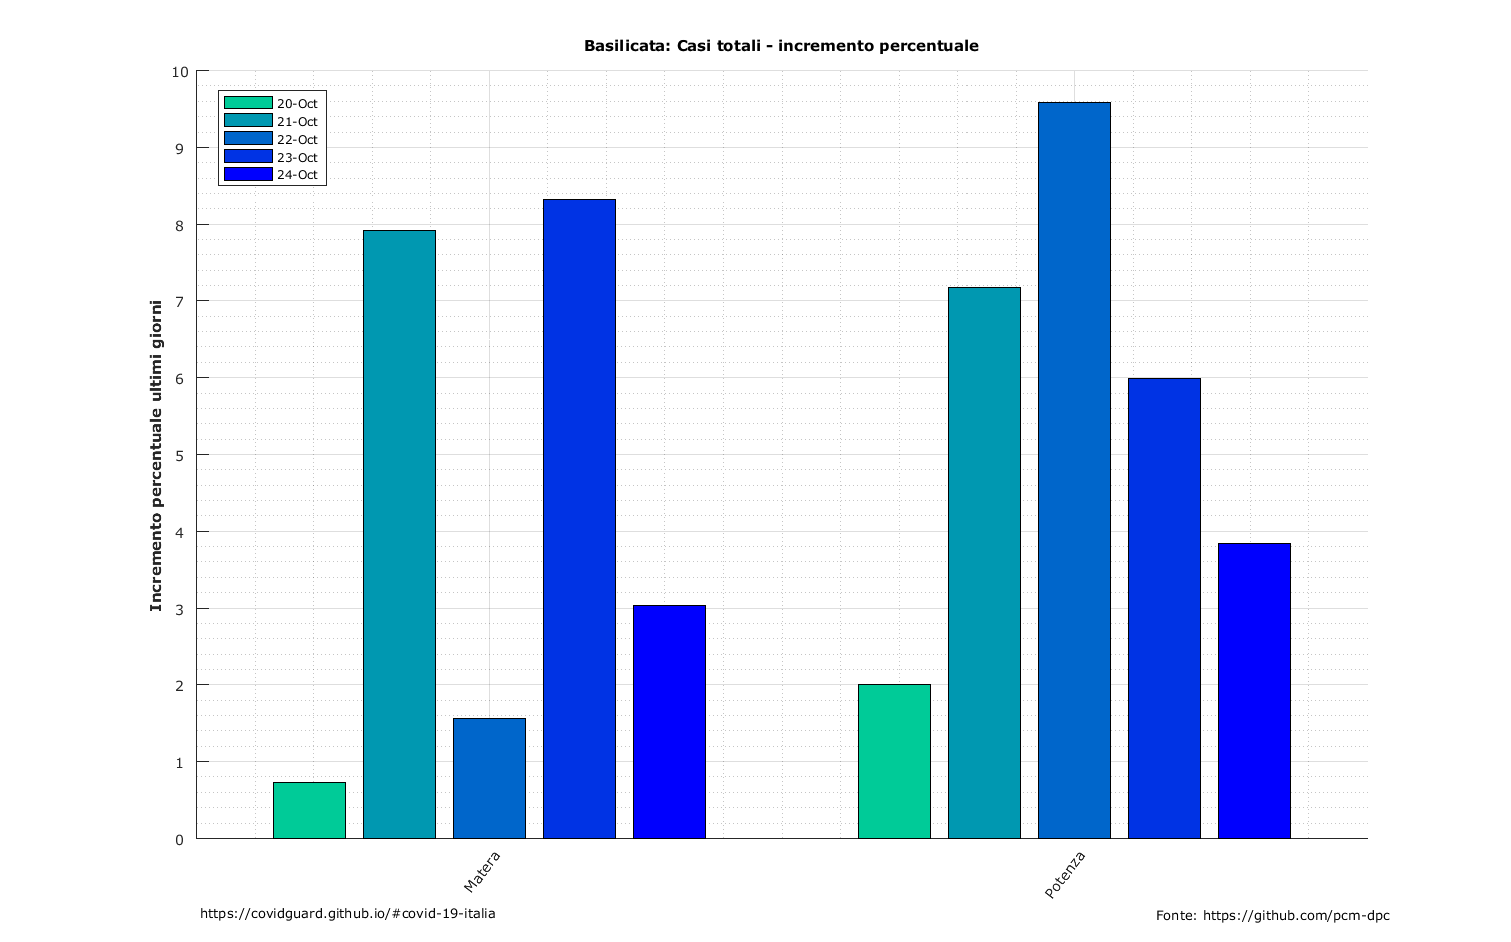 Basilicata: Casi totali - incremento percentuale
10
9
8
7
6
5
4
3
2
1
0
Incremento percentuale ultimi giorni
20-Oct
21-Oct
22-Oct
23-Oct
24-Oct
Matera
Potenza
https://covidguard.github.io/#covid-19-italia
Fonte: https://github.com/pcm-dpc